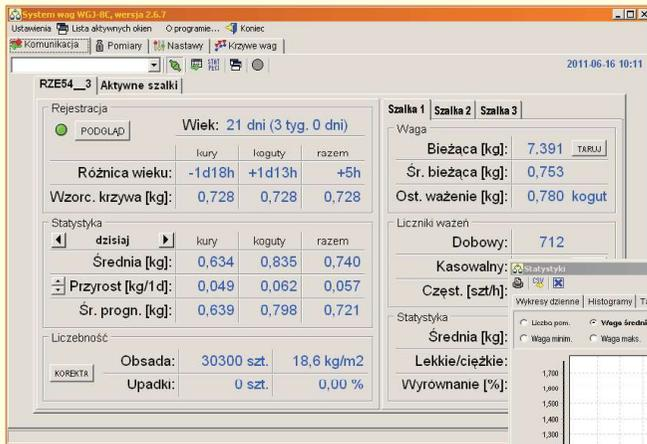 System wag WGJ-8C, wersja 2.6.7
Ustawienia Lista aktywnych okien O programie... Koniec
Komunikacja Pomiary Nastawy Krzywe wag
STAT PŁCI 2011-06-16 10:11
RZE54__3 Aktywne szalki
Rejestracja
PODGLĄD Wiek: 21 dni (3 tyg. 0 dni)
kury koguty razem
Różnica wieku: -1d18h +1d13h +5h
Wzorc. krzywa [kg]: 0,728 0,728 0,728
Statystyka
dzisiaj kury koguty razem
Średnia [kg]: 0,634 0,835 0,740
Przyrost [kg/1d]: 0,049 0,062 0,057
Śr. progn. [kg]: 0,639 0,798 0,721
Liczebność
KOREKTA
Obsada: 30300 szt. 18,6 kg/m2
Upadki: 0 szt. 0,00 %
Szalka 1 Szalka 2 Szalka 3
Waga
Bieżąca [kg]: 7,391 TARUJ
Śr. bieżąca [kg]: 0,753
Ost. ważenie [kg]: 0,780 kogut
Liczniki ważeń
Dobowy: 712
Kasowalny:
Częst. [szt/h]:
Statystyka
Średnia [kg]:
Lekkie/ciężkie:
Wyrównanie [%]:
Statystyki
CSV
Wykresy dzienne Histogramy
Liczba pom. Waga średni
Waga minim. Waga maks.
1,700
1,600
1,500
1,400
1,300